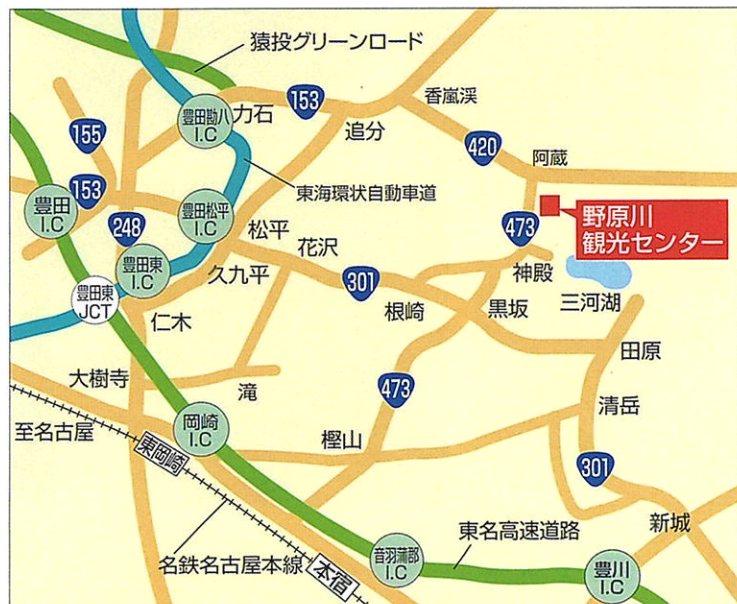 猿投グリーンロード
豊田勘八
I.C
力石
153
追分
香嵐渓
420
阿蔵
155
153
豊田
I.C
248
豊田松平
I.C
東海環状自動車道
野原川
観光センター
473
神殿
三河湖
松平
花沢
豊田東
I.C
久九平
301
根崎
黒坂
豊田東
JCT
仁木
田原
大樹寺
滝
473
清岳
至名古屋
岡崎
I.C
樫山
東岡崎
301
新城
名鉄名古屋本線
本宿
音羽蒲郡
I.C
東名高速道路
豊川
I.C